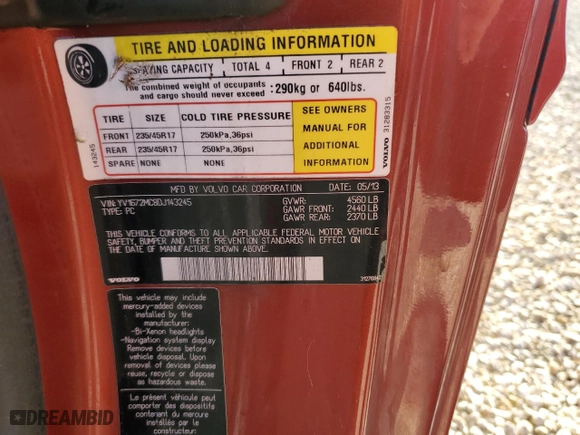 TIRE AND LOADING INFORMATION
SEATING CAPACITY TOTAL 4 FRONT 2 REAR 2
The combined weight of occupants and cargo should never exceed : 290kg or 640lbs.
TIRE SIZE COLD TIRE PRESSURE
FRONT 235/45R17 250kPa,36psi
REAR 235/45R17 250kPa,36psi
SPARE NONE NONE
SEE OWNERS
MANUAL FOR
ADDITIONAL
INFORMATION
143245
31283315
VOLVO
MFD BY VOLVO CAR CORPORATION DATE: 05/13
VIN: YV1672MC8DJ143245
TYPE: PC
GVWR: 4560 LB
GAWR FRONT: 2440 LB
GAWR REAR: 2370 LB
THIS VEHICLE CONFORMS TO ALL APPLICABLE FEDERAL MOTOR VEHICLE
SAFETY, BUMPER AND THEFT PREVENTION STANDARDS IN EFFECT ON
THE DATE OF MANUFACTURE SHOWN ABOVE.
VOLVO
This vehicle may include
mercury-added devices
installed by the
manufacturer:
-Bi-Xenon headlights
-Navigation system display
Remove devices before
vehicle disposal. Upon
removal of devices please
reuse, recycle or dispose
as hazardous waste.
Le présent véhicule peut
comporter des dispositifs
contenant du mercure
installés par le
constructeur:
DREAMBID